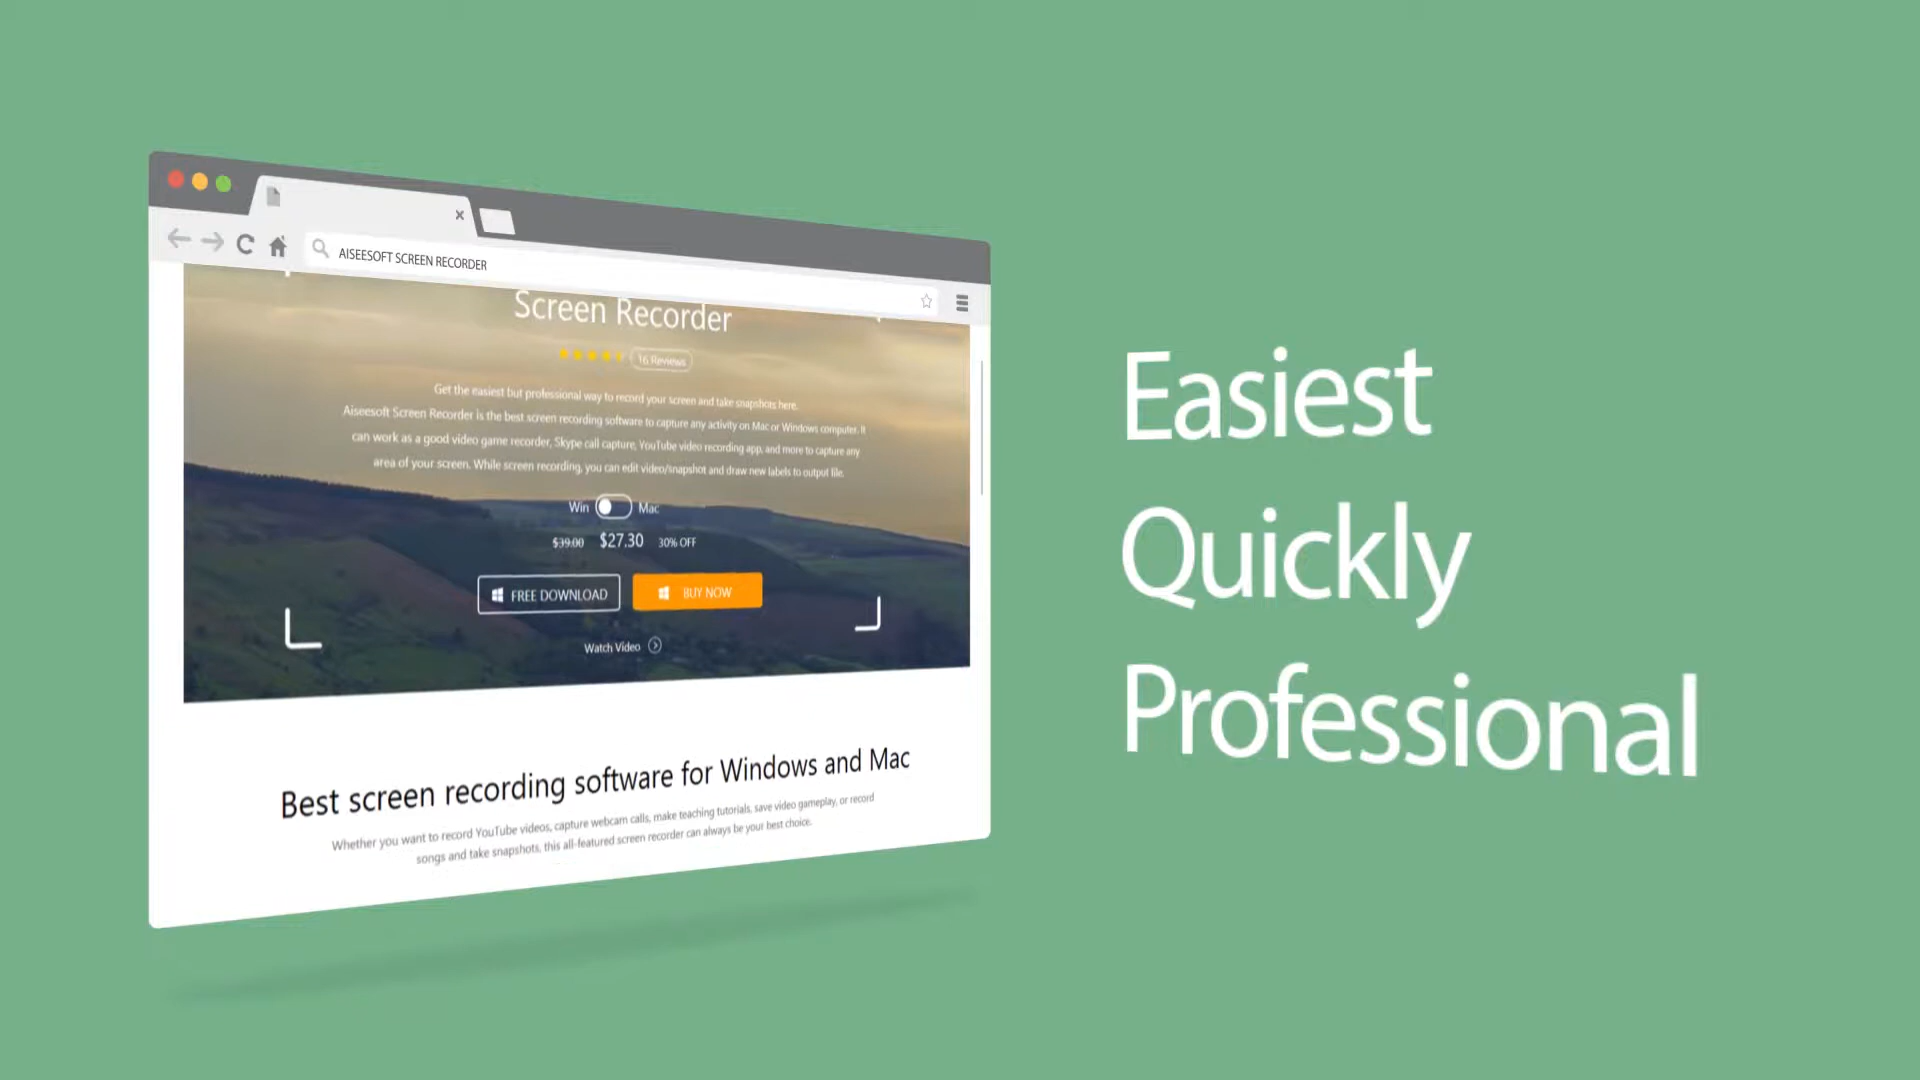 AISEESOFT SCREEN RECORDER
Screen Recorder
16 Reviews
Get the easiest but professional way to record your screen and take snapshots here.
Aiseesoft Screen Recorder is the best screen recording software to capture any activity on Mac or Windows computer. It
can work as a good video game recorder, Skype call capture, YouTube video recording app, and more to capture any
area of your screen. While screen recording, you can edit video/snapshot and draw new labels to output file.
Win Mac
$39.00 $27.30 30% OFF
FREE DOWNLOAD BUY NOW
Watch Video
Best screen recording software for Windows and Mac
Whether you want to record YouTube videos, capture webcam calls, make teaching tutorials, save video gameplay, or record
songs and take snapshots, this all-featured screen recorder can always be your best choice.
Easiest
Quickly
Professional